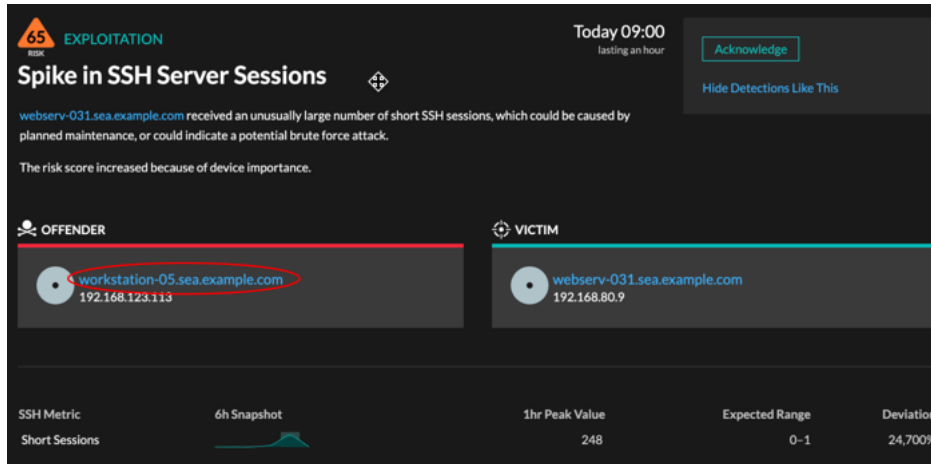 65
RISK
EXPLOITATION
Spike in SSH Server Sessions
Today 09:00
lasting an hour
Acknowledge
Hide Detections Like This
webserv-031.sea.example.com received an unusually large number of short SSH sessions, which could be caused by
planned maintenance, or could indicate a potential brute force attack.
The risk score increased because of device importance.
OFFENDER
workstation-05.sea.example.com
192.168.123.113
VICTIM
webserv-031.sea.example.com
192.168.80.9
SSH Metric 6h Snapshot 1hr Peak Value Expected Range Deviation
Short Sessions 248 0–1 24,700%